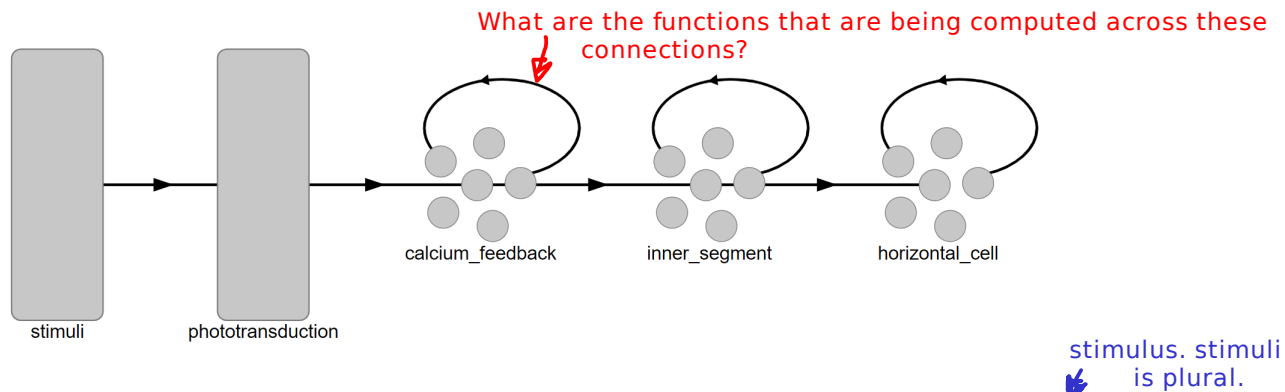 What are the functions that are being computed across these
connections?
calcium_feedback
inner_segment
horizontal_cell
stimuli
phototransduction
stimulus. stimuli
is plural.